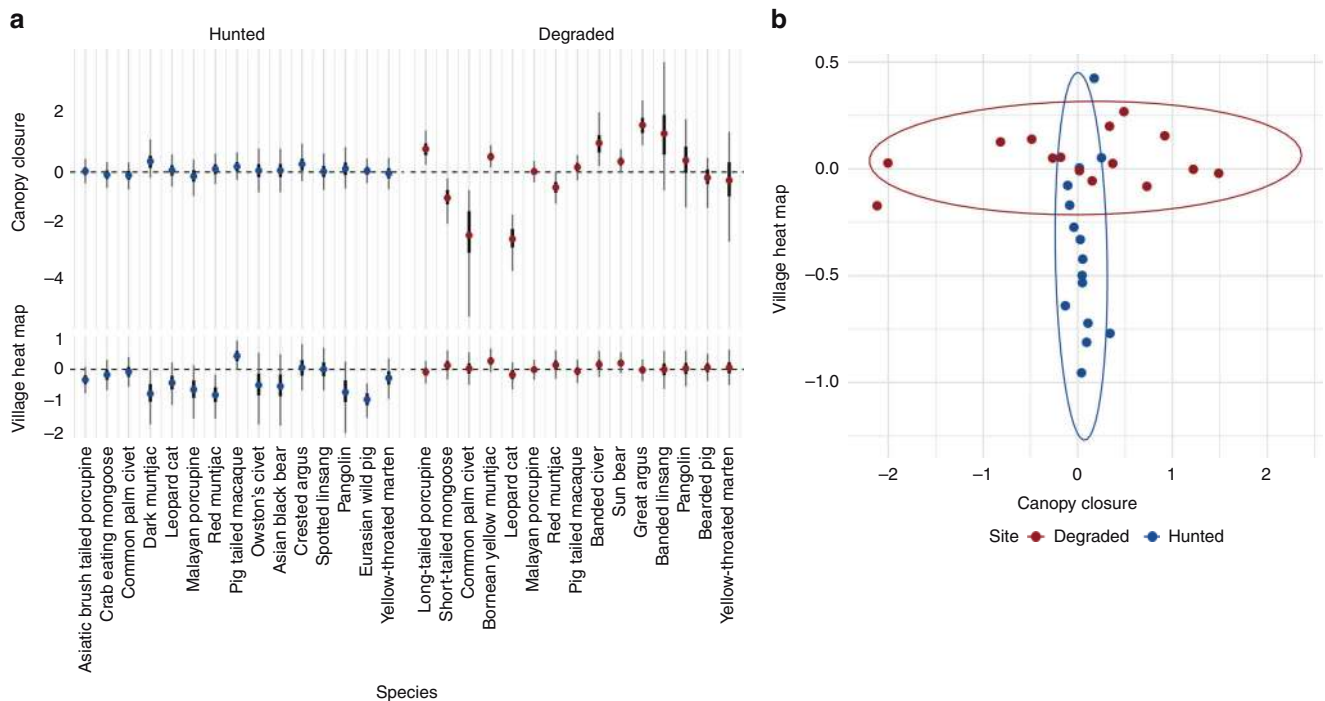 a
Hunted
Degraded
Canopy closure
2
0
−2
−4
Village heat map
1
0
−1
−2
Asiatic brush tailed porcupine
Crab eating mongoose
Common palm civet
Dark muntjac
Leopard cat
Malayan porcupine
Red muntjac
Pig tailed macaque
Owston's civet
Asian black bear
Crested argus
Spotted linsang
Pangolin
Eurasian wild pig
Yellow-throated marten
Long-tailed porcupine
Short-tailed mongoose
Common palm civet
Bornean yellow muntjac
Leopard cat
Malayan porcupine
Red muntjac
Pig tailed macaque
Banded civer
Sun bear
Great argus
Banded linsang
Pangolin
Bearded pig
Yellow-throated marten
Species
b
Village heat map
0.5
0.0
−0.5
−1.0
−2
−1
0
1
2
Canopy closure
Site Degraded Hunted